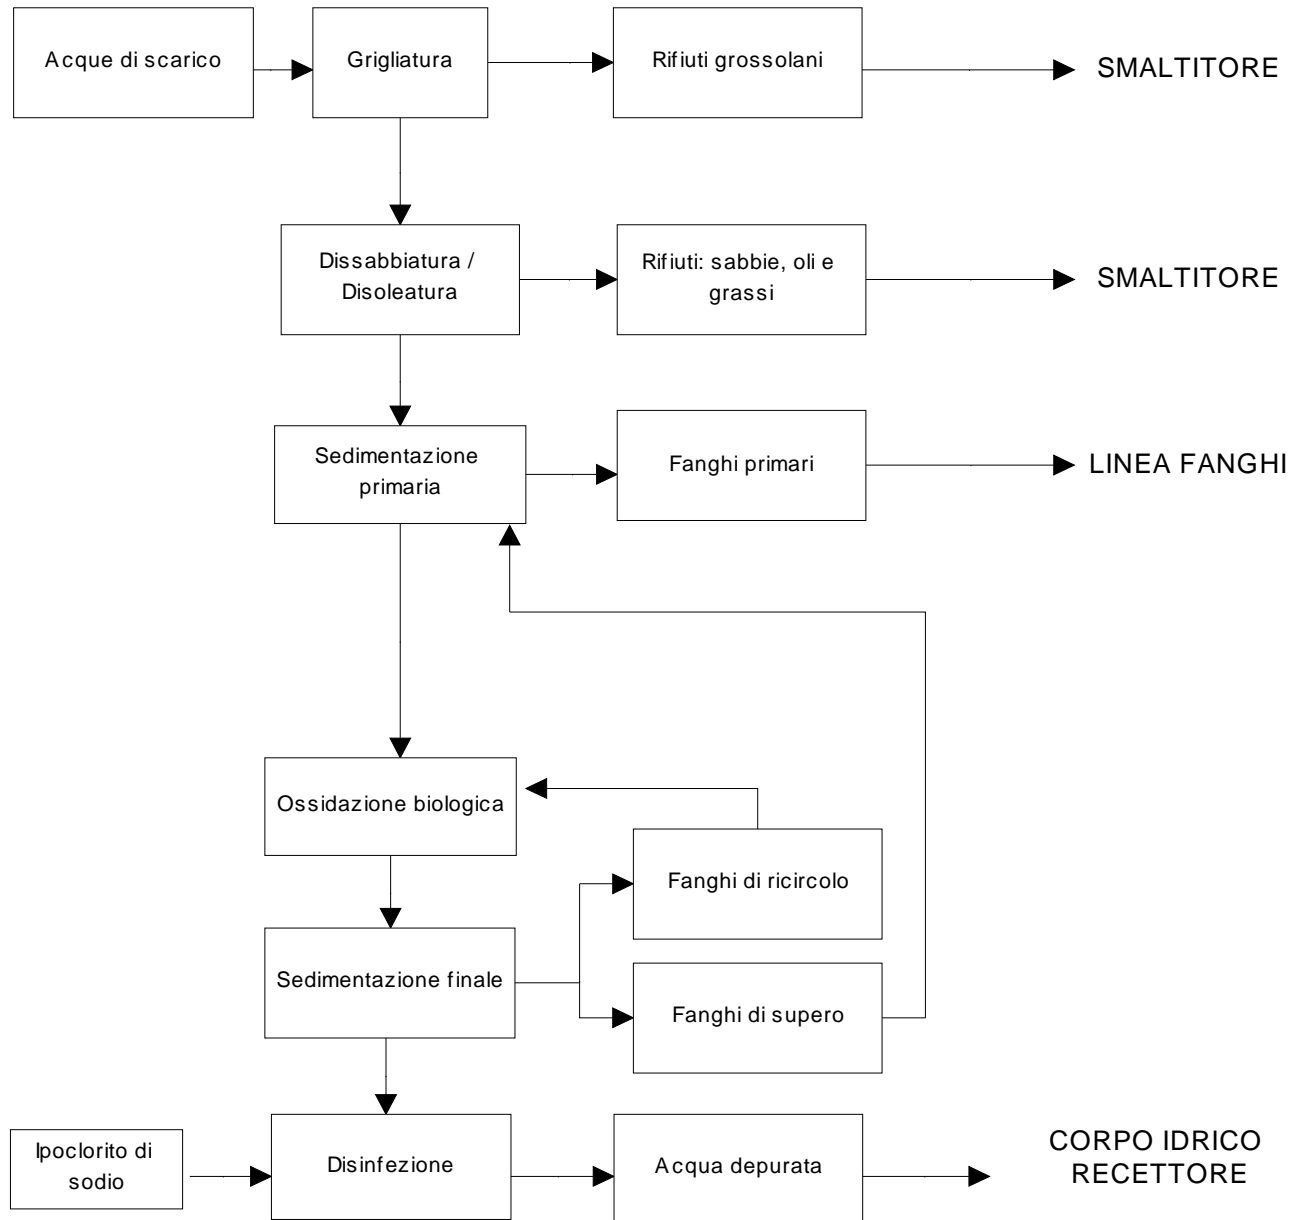 Acque di scarico
Grigliatura
Rifiuti grossolani
SMALTITORE
Dissabbiatura /
Disoleatura
Rifiuti: sabbie, oli e
grassi
SMALTITORE
Sedimentazione
primaria
Fanghi primari
LINEA FANGHI
Ossidazione biologica
Fanghi di ricircolo
Sedimentazione finale
Fanghi di supero
Ipoclorito di
sodio
Disinfezione
Acqua depurata
CORPO IDRICO
RECETTORE